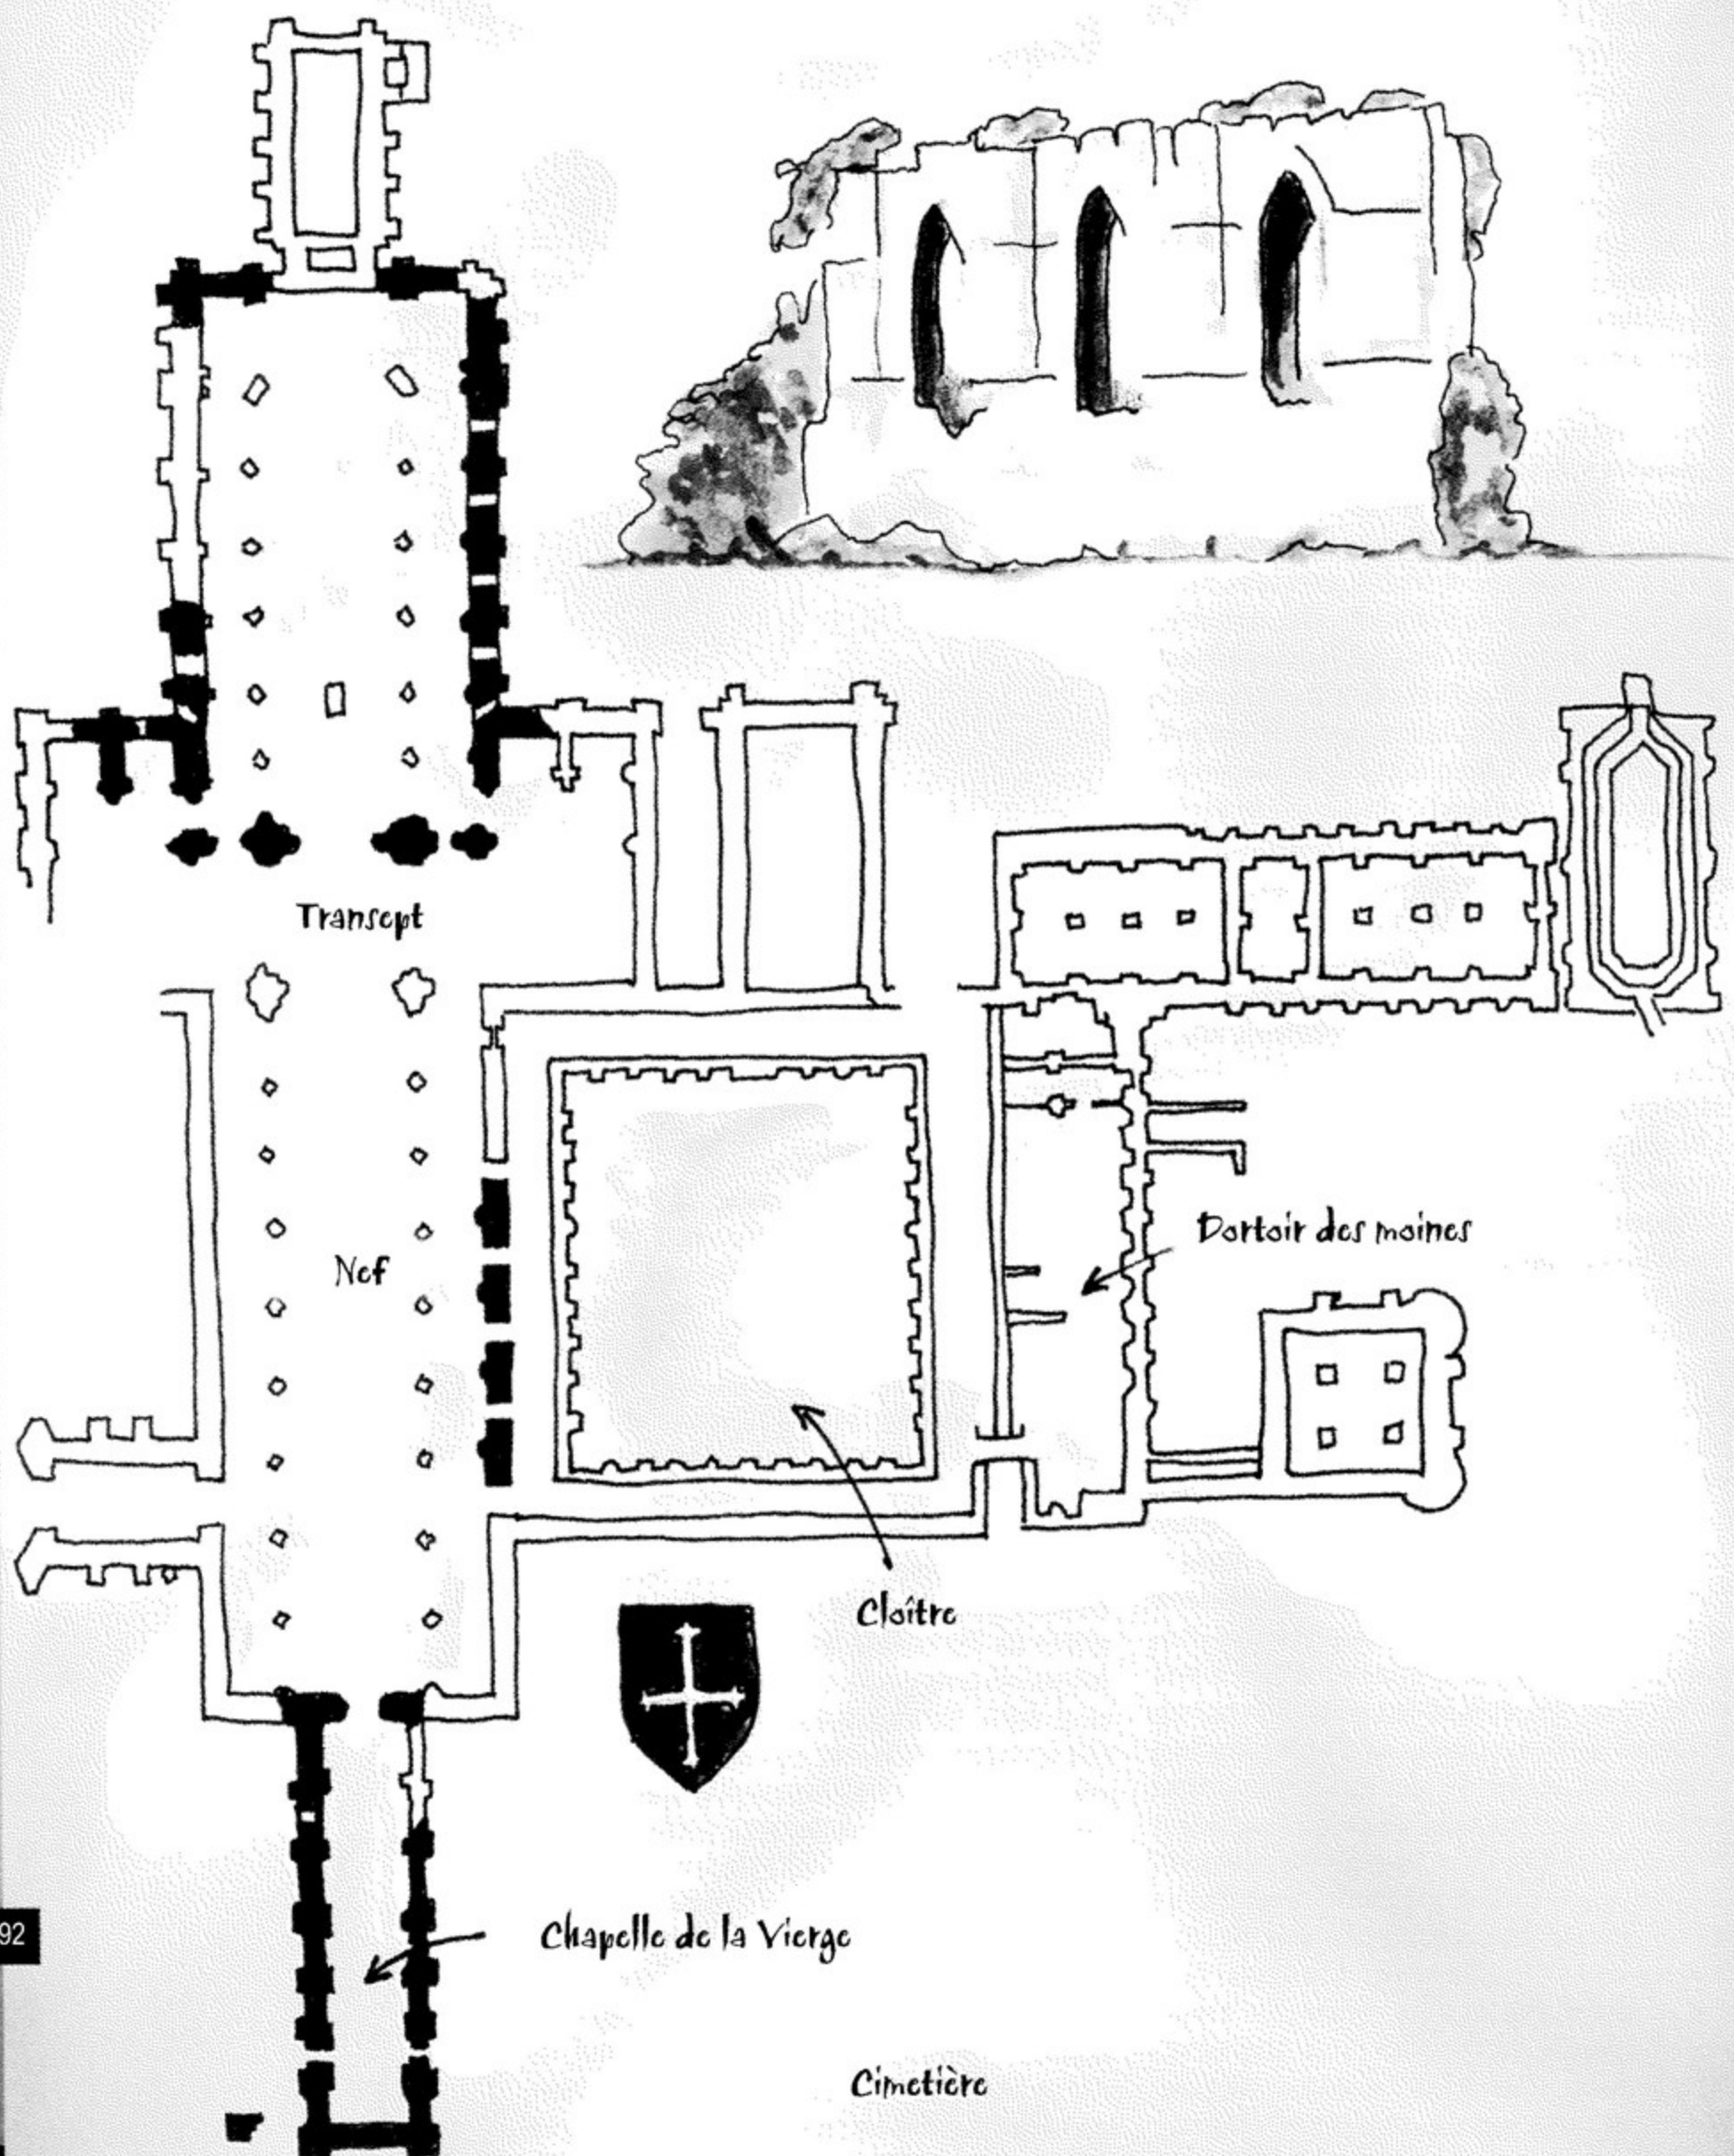 Transept
Nef
Dortoir des moines
Cloître
Chapelle de la Vierge
92
Cimetière